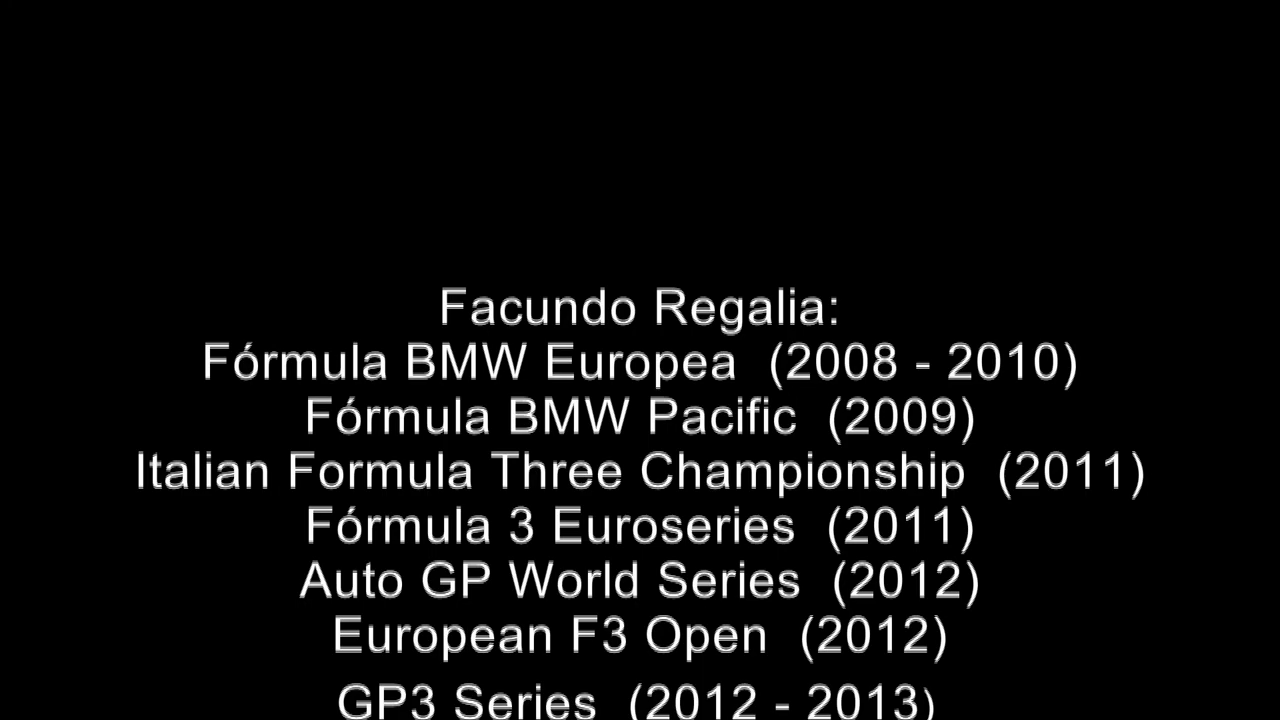 Facundo Regalia:
Fórmula BMW Europea (2008 - 2010)
Fórmula BMW Pacific (2009)
Italian Formula Three Championship (2011)
Fórmula 3 Euroseries (2011)
Auto GP World Series (2012)
European F3 Open (2012)
GP3 Series (2012 - 2013)